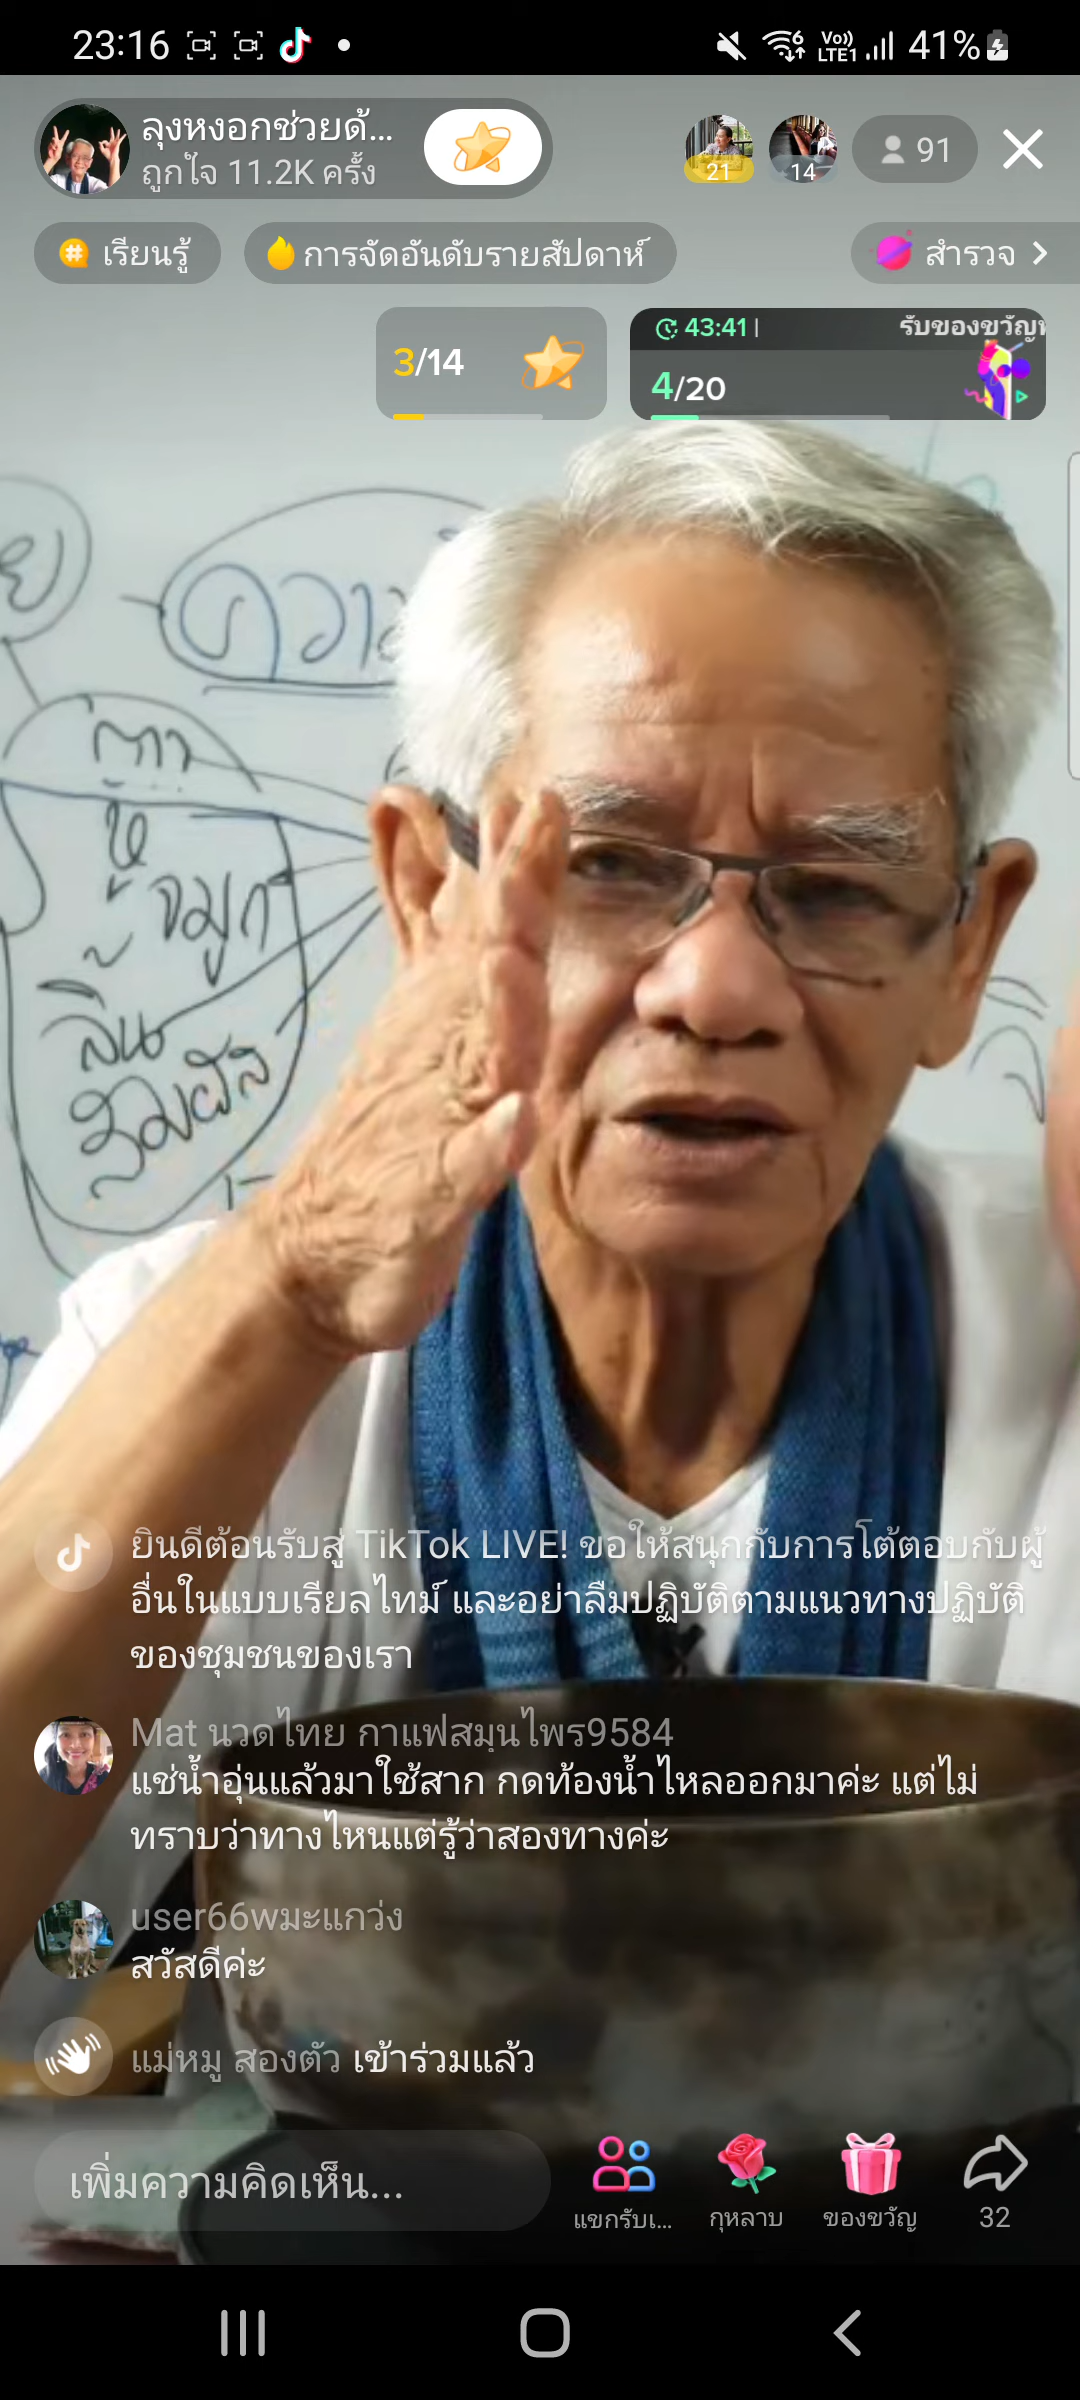 23:16
Vo)) LTE1
41%
ลุงหงอกช่วยด้...
ถูกใจ 11.2K ครั้ง
21
14
91
เรียนรู้
การจัดอันดับรายสัปดาห์
สำรวจ
3/14
43:41
รับของขวัญ
4/20
ตา
หู
จมูก
ลิ้น
สัมผัส
ยินดีต้อนรับสู่ TikTok LIVE! ขอให้สนุกกับการโต้ตอบกับผู้
อื่นในแบบเรียลไทม์ และอย่าลืมปฏิบัติตามแนวทางปฏิบัติ
ของชุมชนของเรา
Mat นวดไทย กาแฟสมุนไพร9584
แช่น้ำอุ่นแล้วมาใช้สาก กดท้องน้ำไหลออกมาค่ะ แต่ไม่
ทราบว่าทางไหนแต่รู้ว่าสองทางค่ะ
user66wมะแกว่ง
สวัสดีค่ะ
แม่หมู สองตัว เข้าร่วมแล้ว
เพิ่มความคิดเห็น...
แขกรับเ...
กุหลาบ
ของขวัญ
32